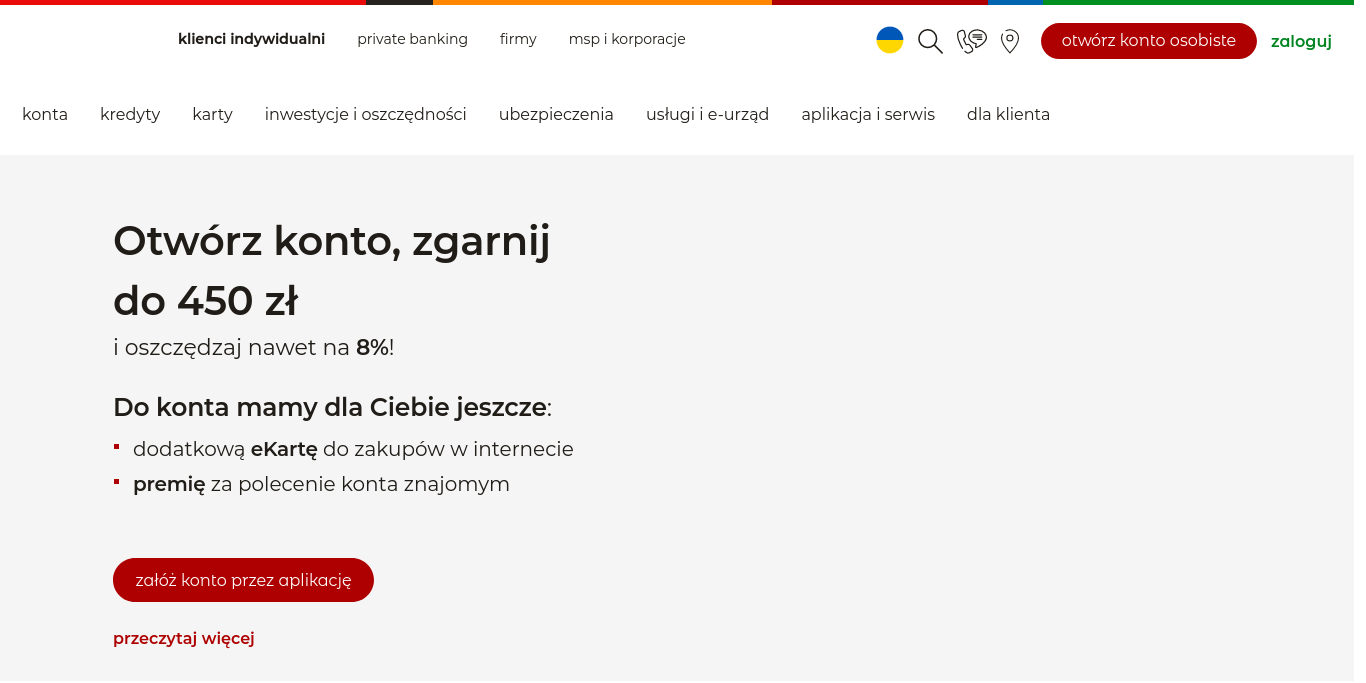 klienci indywidualni private banking firmy msp i korporacje otwórz konto osobiste zaloguj
konta kredyty karty inwestycje i oszczędności ubezpieczenia usługi i e-urząd aplikacja i serwis dla klienta
Otwórz konto, zgarnij
do 450 zł
i oszczędzaj nawet na 8%!
Do konta mamy dla Ciebie jeszcze:
dodatkową eKartę do zakupów w internecie
premię za polecenie konta znajomym
załóż konto przez aplikację
przeczytaj więcej